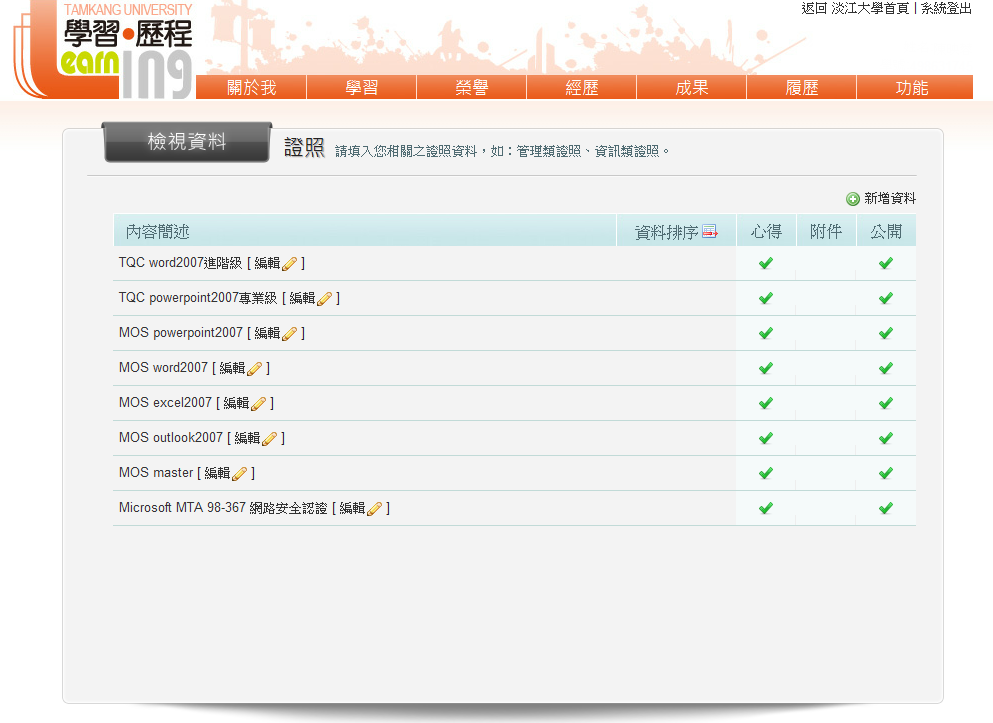 TAMKANG UNIVERSITY
返回 淡江大學首頁 | 系統登出
學習•歷程
earning
關於我 學習 榮譽 經歷 成果 履歷 功能
檢視資料 證照 請填入您相關之證照資料，如：管理類證照、資訊類證照。
新增資料
內容簡述 資料排序 心得 附件 公開
TQC word2007進階級 [ 編輯 ]
TQC powerpoint2007專業級 [ 編輯 ]
MOS powerpoint2007 [ 編輯 ]
MOS word2007 [ 編輯 ]
MOS excel2007 [ 編輯 ]
MOS outlook2007 [ 編輯 ]
MOS master [ 編輯 ]
Microsoft MTA 98-367 網路安全認證 [ 編輯 ]